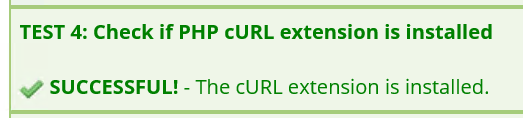 TEST 4: Check if PHP cURL extension is installed
SUCCESSFUL! - The cURL extension is installed.